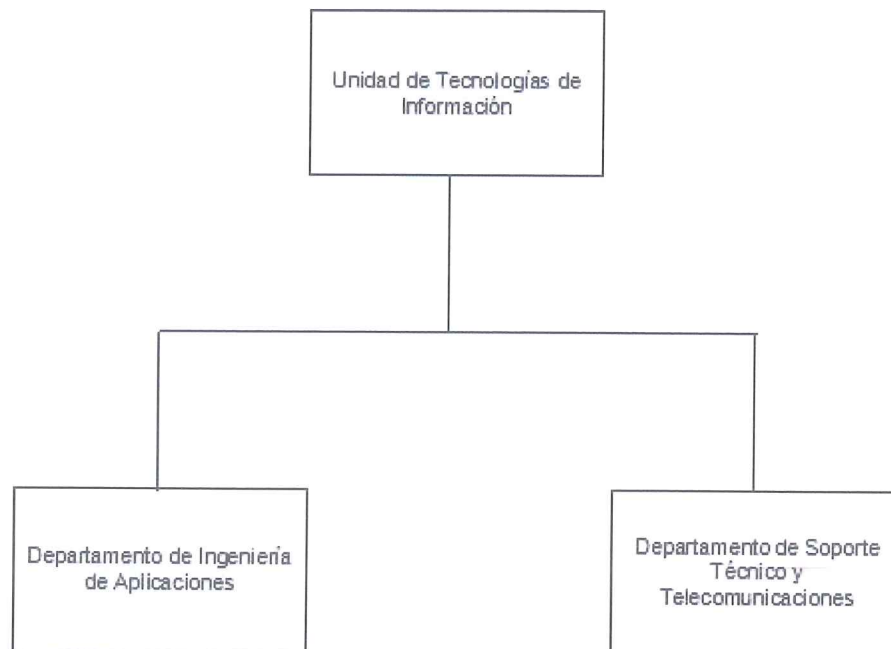 Unidad de Tecnologías de
Información
Departamento de Ingeniería
de Aplicaciones
Departamento de Soporte
Técnico y
Telecomunicaciones